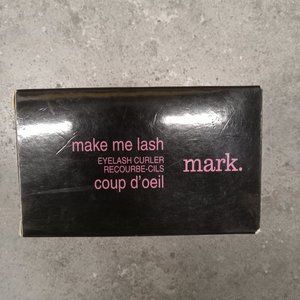 make me lash
EYELASH CURLER
RECOURBE-CILS
coup d'oeil
mark.